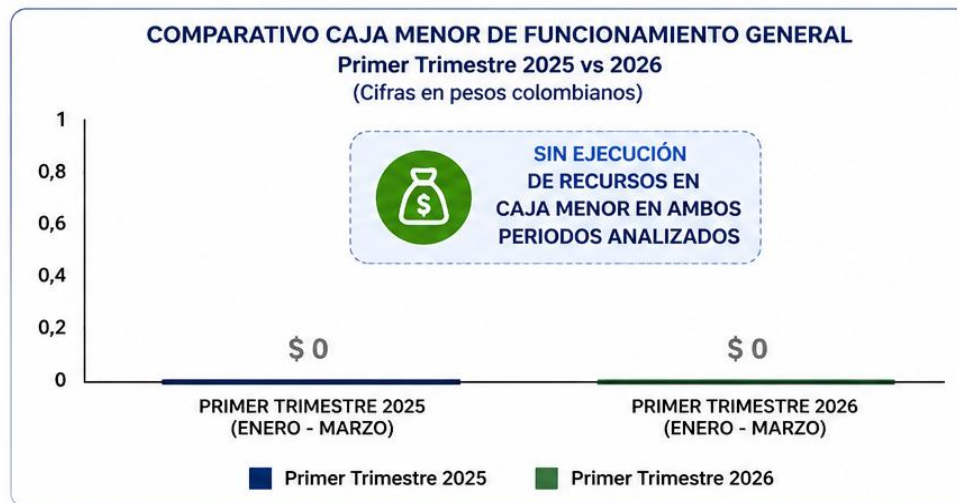 COMPARATIVO CAJA MENOR DE FUNCIONAMIENTO GENERAL
Primer Trimestre 2025 vs 2026
(Cifras en pesos colombianos)
SIN EJECUCIÓN
DE RECURSOS EN
CAJA MENOR EN AMBOS
PERIODOS ANALIZADOS
$
1
0,8
0,6
0,4
0,2
0
$ 0
$ 0
PRIMER TRIMESTRE 2025
(ENERO - MARZO)
PRIMER TRIMESTRE 2026
(ENERO - MARZO)
Primer Trimestre 2025
Primer Trimestre 2026